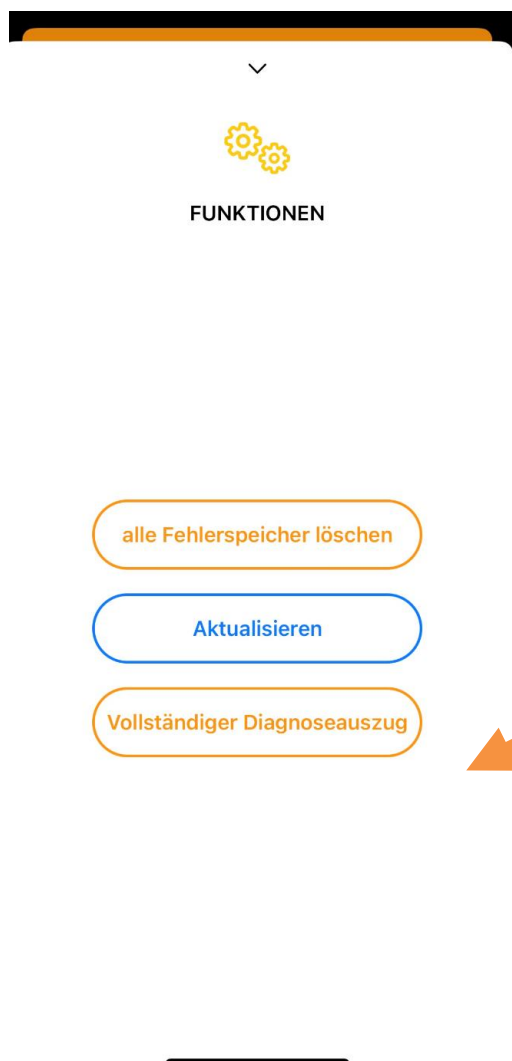 FUNKTIONEN
alle Fehlerspeicher löschen
Aktualisieren
Vollständiger Diagnoseauszug